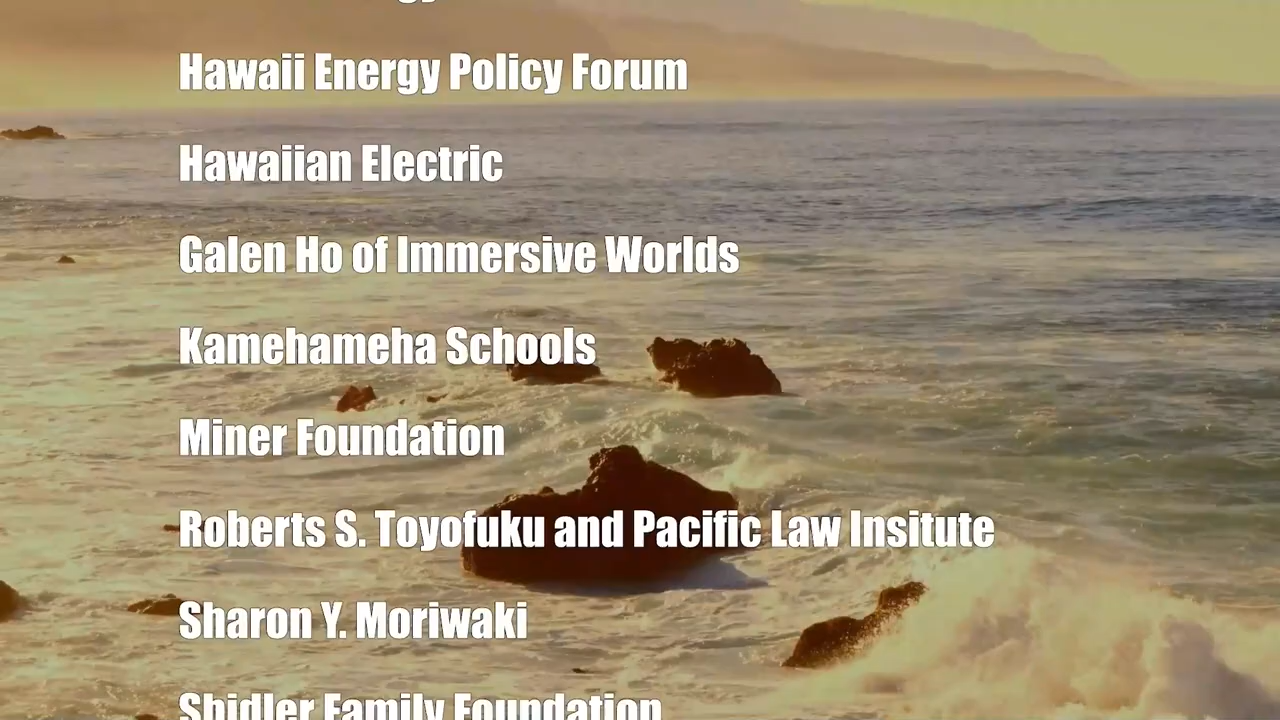 Hawaii Energy Policy Forum
Hawaiian Electric
Galen Ho of Immersive Worlds
Kamehameha Schools
Miner Foundation
Roberts S. Toyofuku and Pacific Law Insitute
Sharon Y. Moriwaki
Shidler Family Foundation